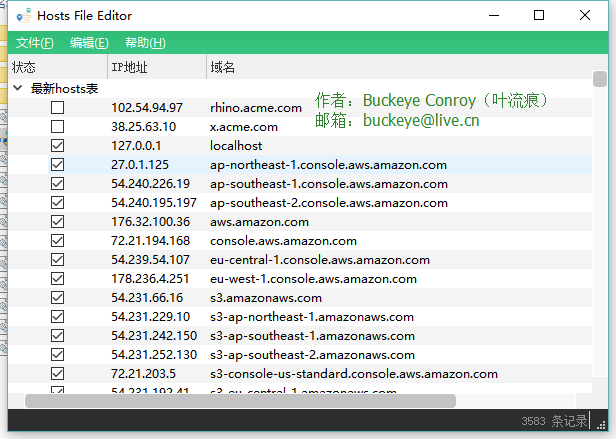 Hosts File Editor
文件(F) 编辑(E) 帮助(H)
状态 IP地址 域名
最新hosts表
作者：Buckeye Conroy（叶流痕）
邮箱：buckeye@live.cn
102.54.94.97 rhino.acme.com
38.25.63.10 x.acme.com
127.0.0.1 localhost
27.0.1.125 ap-northeast-1.console.aws.amazon.com
54.240.226.19 ap-southeast-1.console.aws.amazon.com
54.240.195.197 ap-southeast-2.console.aws.amazon.com
176.32.100.36 aws.amazon.com
72.21.194.168 console.aws.amazon.com
54.239.54.107 eu-central-1.console.aws.amazon.com
178.236.4.251 eu-west-1.console.aws.amazon.com
54.231.66.16 s3.amazonaws.com
54.231.229.10 s3-ap-northeast-1.amazonaws.com
54.231.242.150 s3-ap-southeast-1.amazonaws.com
54.231.252.130 s3-ap-southeast-2.amazonaws.com
72.21.203.5 s3-console-us-standard.console.aws.amazon.com
54.231.192.41 s3-eu-central-1.amazonaws.com
3583 条记录